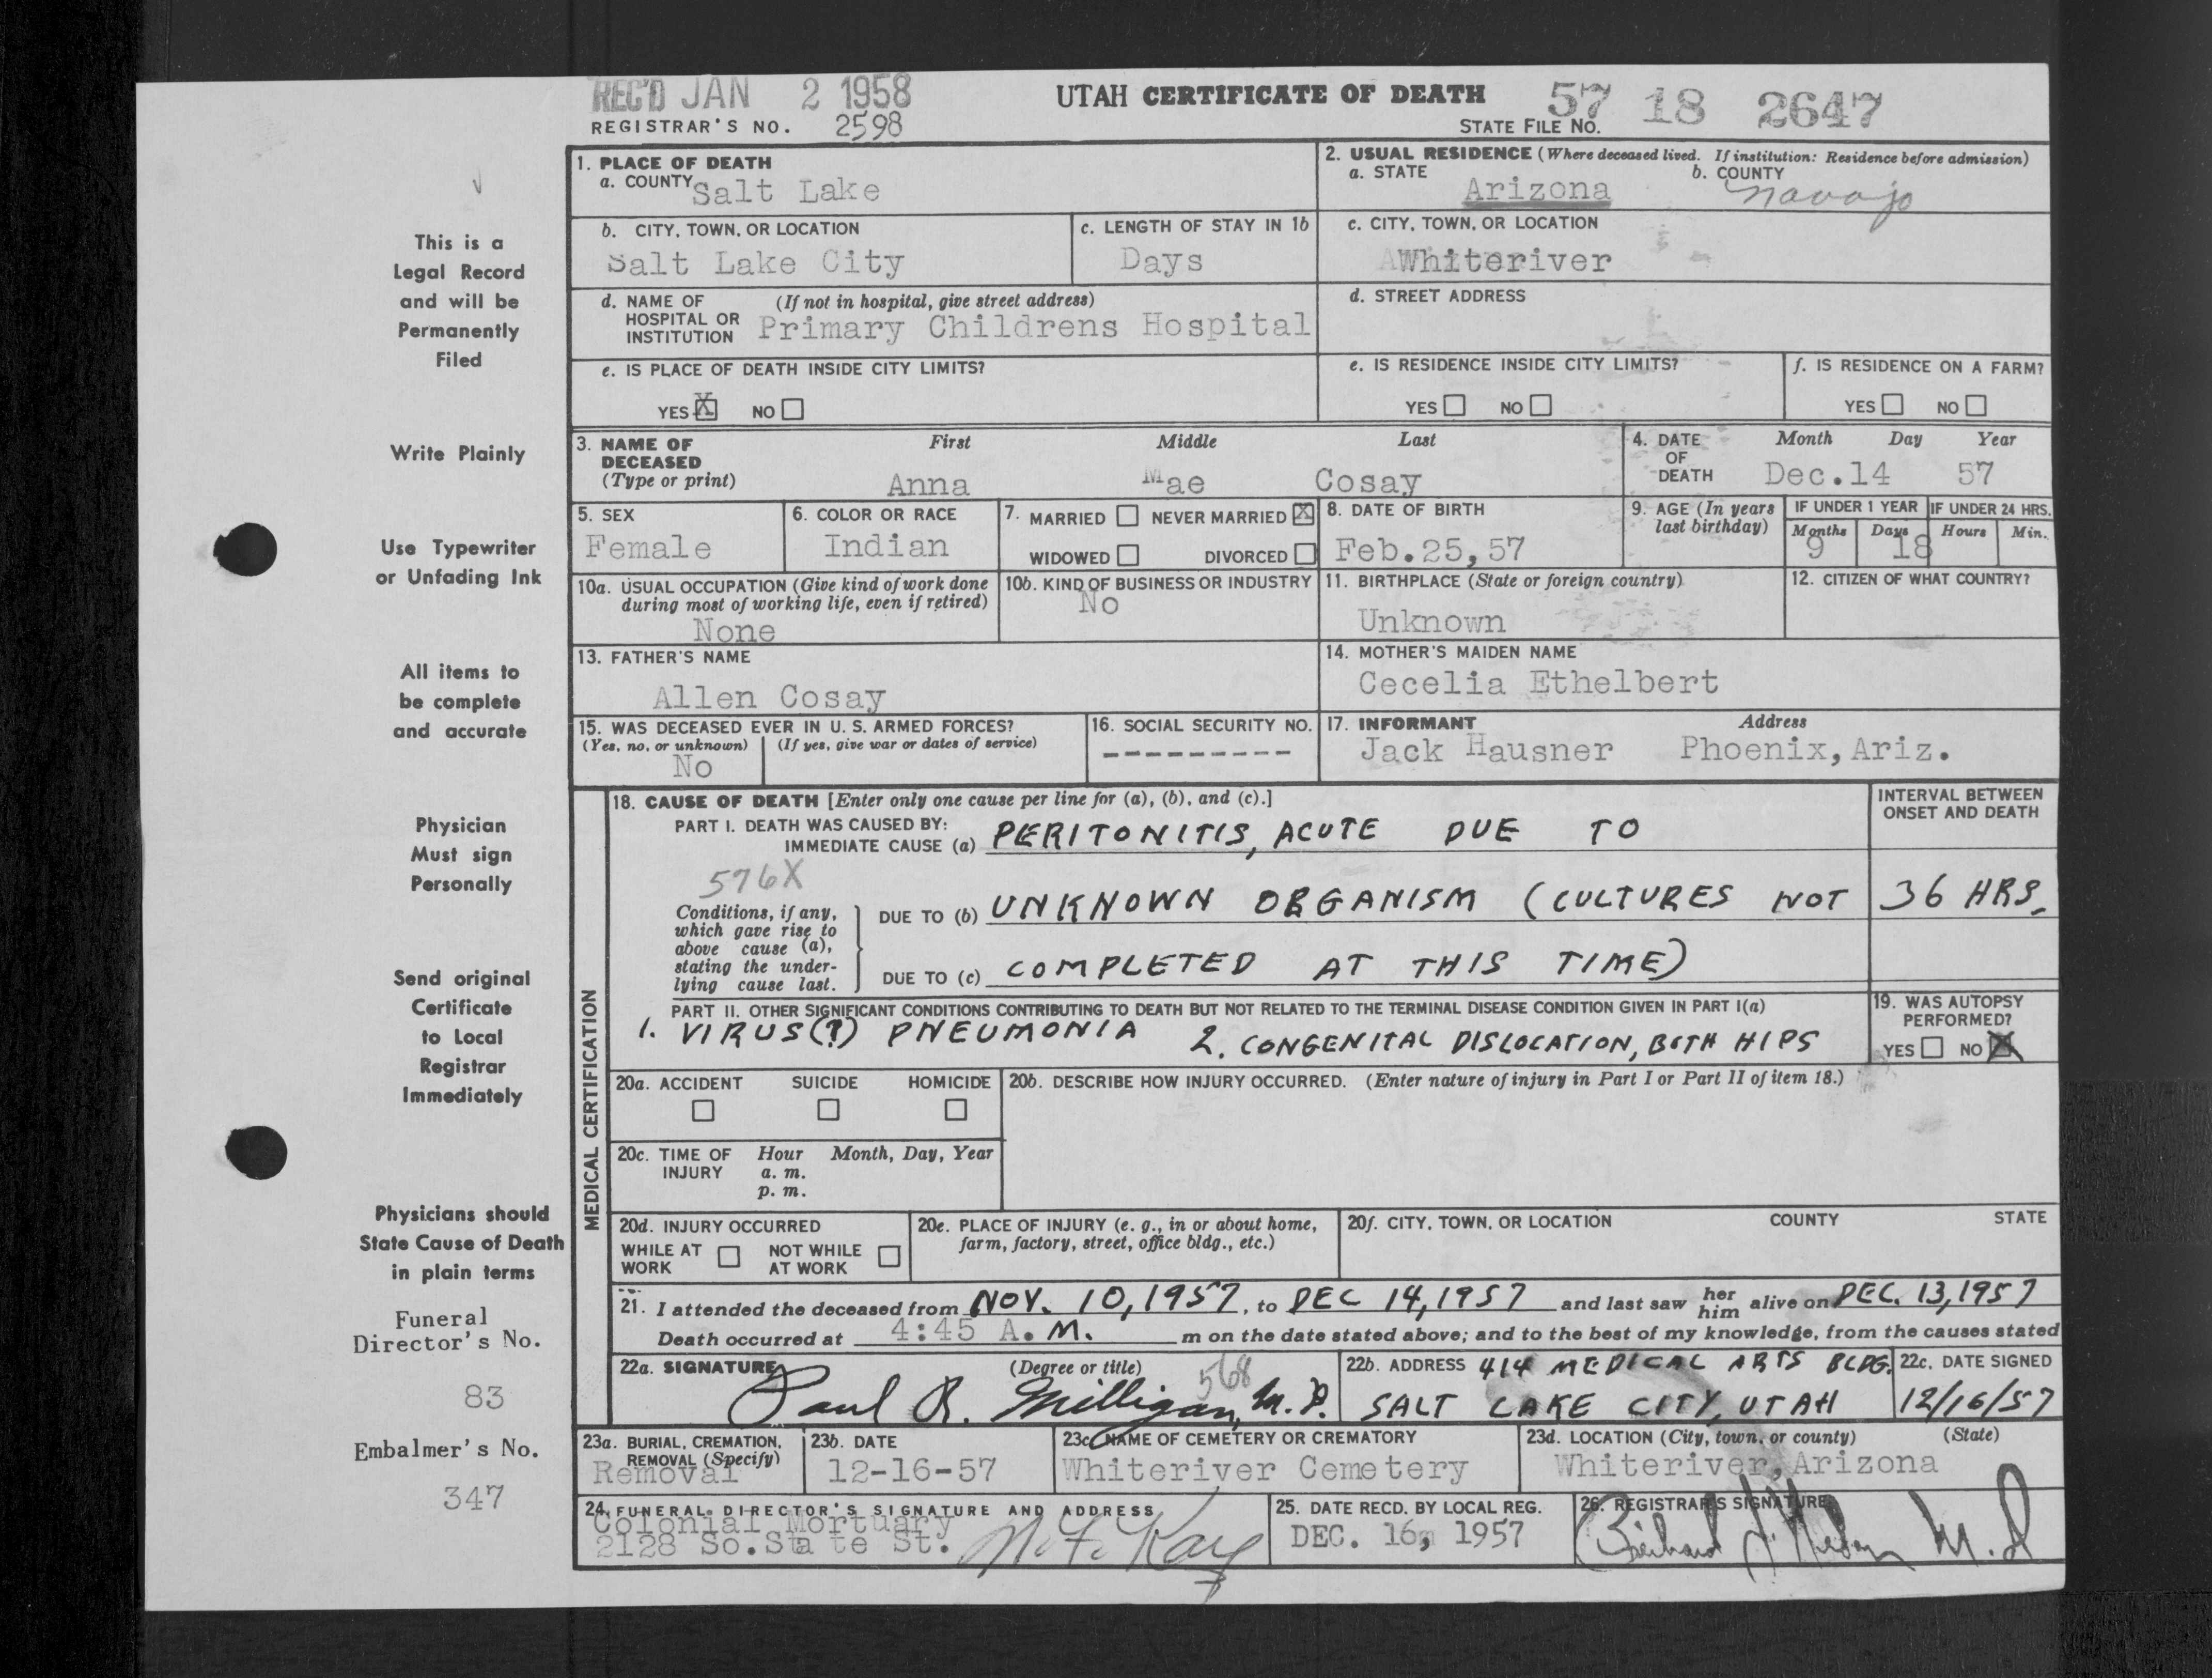 REC'D JAN 2 1958
UTAH CERTIFICATE OF DEATH
57 18 2647
REGISTRAR'S NO. 2598
STATE FILE NO.
1. PLACE OF DEATH
a. COUNTY Salt Lake
2. USUAL RESIDENCE (Where deceased lived. If institution: Residence before admission)
a. STATE Arizona b. COUNTY Navajo
b. CITY, TOWN, OR LOCATION
Salt Lake City
c. LENGTH OF STAY IN 1b
Days
c. CITY, TOWN, OR LOCATION
Whiteriver
d. NAME OF HOSPITAL OR INSTITUTION (If not in hospital, give street address)
Primary Childrens Hospital
d. STREET ADDRESS
e. IS PLACE OF DEATH INSIDE CITY LIMITS?
YES X NO
e. IS RESIDENCE INSIDE CITY LIMITS?
YES NO
f. IS RESIDENCE ON A FARM?
YES NO
3. NAME OF DECEASED (Type or print)
First Middle Last
Anna Mae Cosay
4. DATE OF DEATH
Month Day Year
Dec.14 57
5. SEX
Female
6. COLOR OR RACE
Indian
7. MARRIED NEVER MARRIED X
WIDOWED DIVORCED
8. DATE OF BIRTH
Feb.25,57
9. AGE (In years last birthday)
IF UNDER 1 YEAR
Months Days
9 18
IF UNDER 24 HRS.
Hours Min.
10a. USUAL OCCUPATION (Give kind of work done during most of working life, even if retired)
None
10b. KIND OF BUSINESS OR INDUSTRY
No
11. BIRTHPLACE (State or foreign country)
Unknown
12. CITIZEN OF WHAT COUNTRY?
13. FATHER'S NAME
Allen Cosay
14. MOTHER'S MAIDEN NAME
Cecelia Ethelbert
15. WAS DECEASED EVER IN U. S. ARMED FORCES?
(Yes, no, or unknown) (If yes, give war or dates of service)
No
16. SOCIAL SECURITY NO.
---------
17. INFORMANT Address
Jack Hausner Phoenix, Ariz.
MEDICAL CERTIFICATION
18. CAUSE OF DEATH [Enter only one cause per line for (a), (b), and (c).]
INTERVAL BETWEEN ONSET AND DEATH
PART I. DEATH WAS CAUSED BY:
IMMEDIATE CAUSE (a) PERITONITIS, ACUTE DUE TO
576X
Conditions, if any, which gave rise to above cause (a), stating the underlying cause last.
DUE TO (b) UNKNOWN ORGANISM (CULTURES NOT
36 HRS.
DUE TO (c) COMPLETED AT THIS TIME)
PART II. OTHER SIGNIFICANT CONDITIONS CONTRIBUTING TO DEATH BUT NOT RELATED TO THE TERMINAL DISEASE CONDITION GIVEN IN PART I(a)
1. VIRUS(?) PNEUMONIA 2. CONGENITAL DISLOCATION, BOTH HIPS
19. WAS AUTOPSY PERFORMED?
YES NO X
20a. ACCIDENT SUICIDE HOMICIDE
20b. DESCRIBE HOW INJURY OCCURRED. (Enter nature of injury in Part I or Part II of item 18.)
20c. TIME OF INJURY Hour Month, Day, Year
a. m.
p. m.
20d. INJURY OCCURRED
WHILE AT WORK NOT WHILE AT WORK
20e. PLACE OF INJURY (e. g., in or about home, farm, factory, street, office bldg., etc.)
20f. CITY, TOWN, OR LOCATION COUNTY STATE
21. I attended the deceased from NOV. 10, 1957, to DEC 14, 1957 and last saw her him alive on DEC. 13, 1957
Death occurred at 4:45 A. M. m on the date stated above; and to the best of my knowledge, from the causes stated
22a. SIGNATURE (Degree or title) 568
Paul R. Milligan, M.D.
22b. ADDRESS 414 MEDICAL ARTS BLDG.
SALT LAKE CITY, UTAH
22c. DATE SIGNED
12/16/57
23a. BURIAL, CREMATION, REMOVAL (Specify)
Removal
23b. DATE
12-16-57
23c. NAME OF CEMETERY OR CREMATORY
Whiteriver Cemetery
23d. LOCATION (City, town, or county) (State)
Whiteriver, Arizona
24. FUNERAL DIRECTOR'S SIGNATURE AND ADDRESS
Colonial Mortuary
2128 So. State St.
25. DATE RECD. BY LOCAL REG.
DEC. 16, 1957
26. REGISTRAR'S SIGNATURE
This is a
Legal Record
and will be
Permanently
Filed
Write Plainly
Use Typewriter
or Unfading Ink
All items to
be complete
and accurate
Physician
Must sign
Personally
Send original
Certificate
to Local
Registrar
Immediately
Physicians should
State Cause of Death
in plain terms
Funeral
Director's No.
83
Embalmer's No.
347